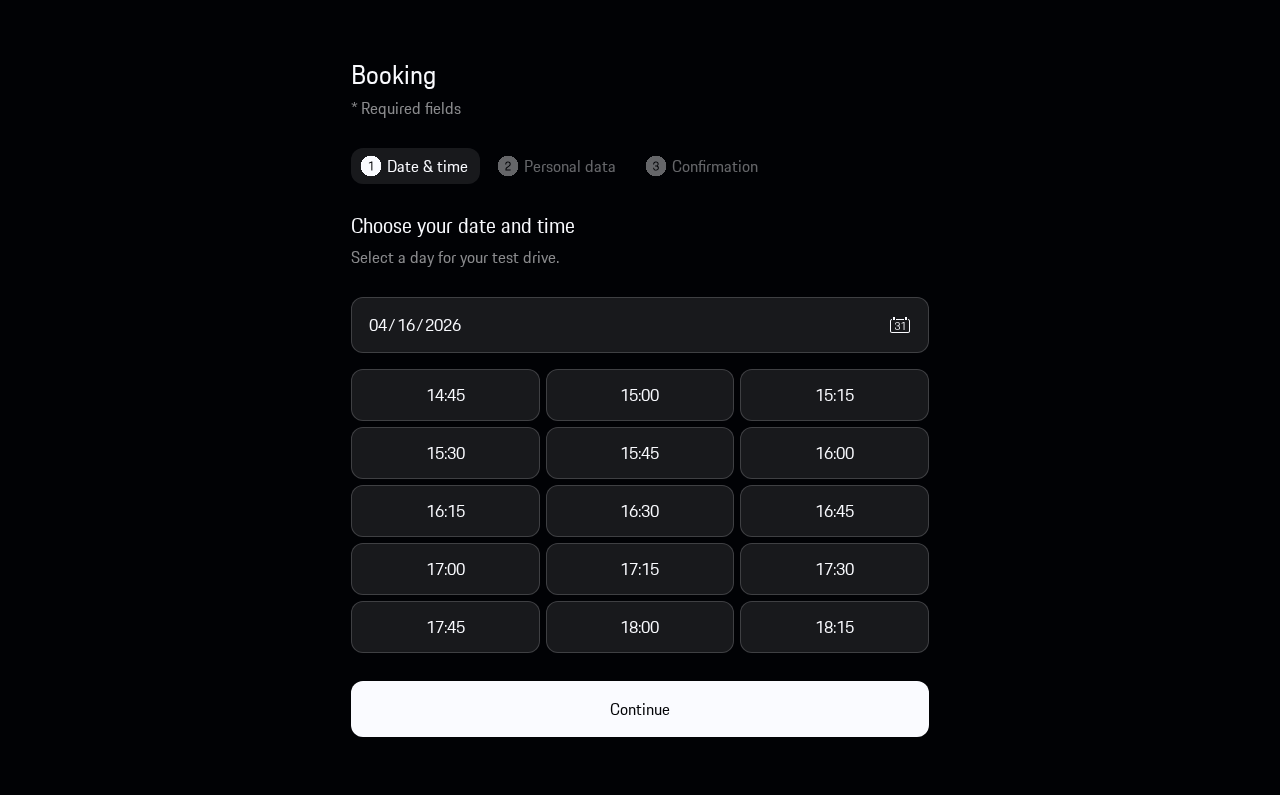 Booking
* Required fields
1 Date & time 2 Personal data 3 Confirmation
Choose your date and time
Select a day for your test drive.
04/16/2026 31
14:45 15:00 15:15
15:30 15:45 16:00
16:15 16:30 16:45
17:00 17:15 17:30
17:45 18:00 18:15
Continue